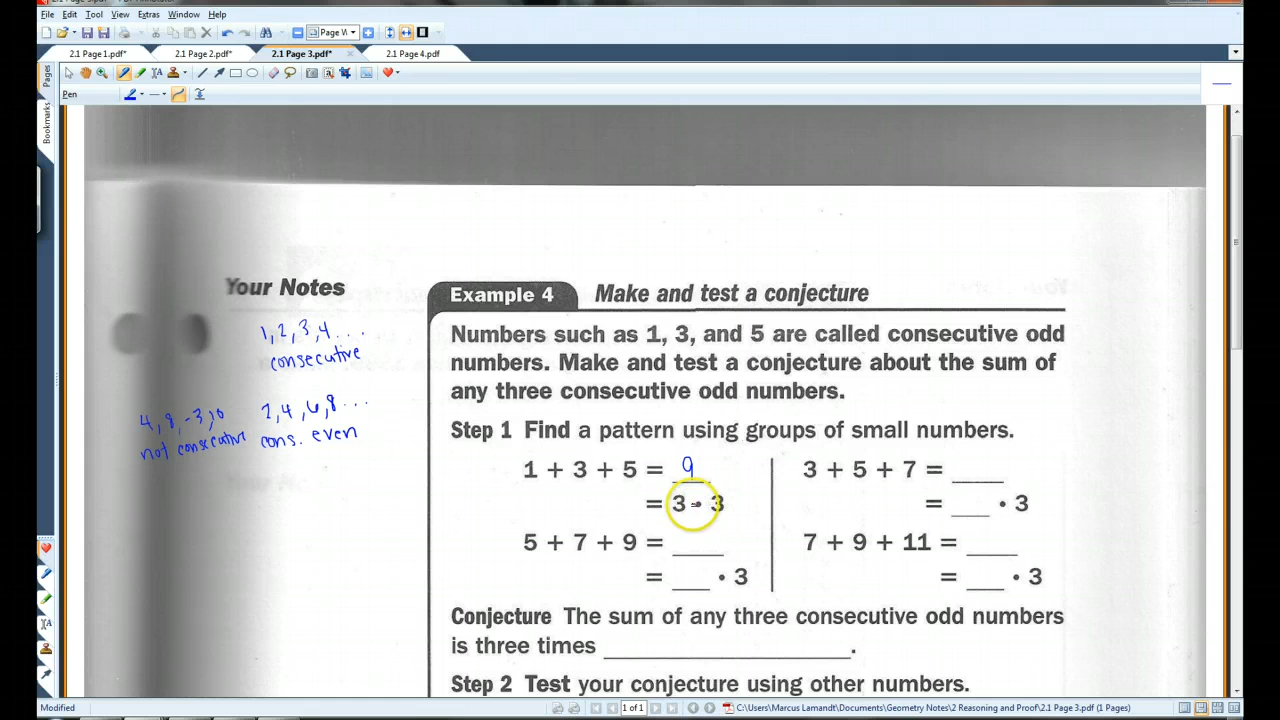 File Edit Tool View Extras Window Help
Page W
2.1 Page 1.pdf* 2.1 Page 2.pdf* 2.1 Page 3.pdf* 2.1 Page 4.pdf
Pen
Pages
Bookmarks
Your Notes
1, 2, 3, 4 ...
consecutive
4, 8, -3, 0
not consecutive
2, 4, 6, 8 ...
cons. even
Example 4 Make and test a conjecture
Numbers such as 1, 3, and 5 are called consecutive odd
numbers. Make and test a conjecture about the sum of
any three consecutive odd numbers.
Step 1 Find a pattern using groups of small numbers.
1 + 3 + 5 = 9
= 3 • 3
3 + 5 + 7 = ____
= ___ • 3
5 + 7 + 9 = ____
= ___ • 3
7 + 9 + 11 = ____
= ___ • 3
Conjecture The sum of any three consecutive odd numbers
is three times ____________________.
Step 2 Test your conjecture using other numbers.
Modified
1 of 1
C:\Users\Marcus Lamandt\Documents\Geometry Notes\2 Reasoning and Proof\2.1 Page 3.pdf (1 Pages)